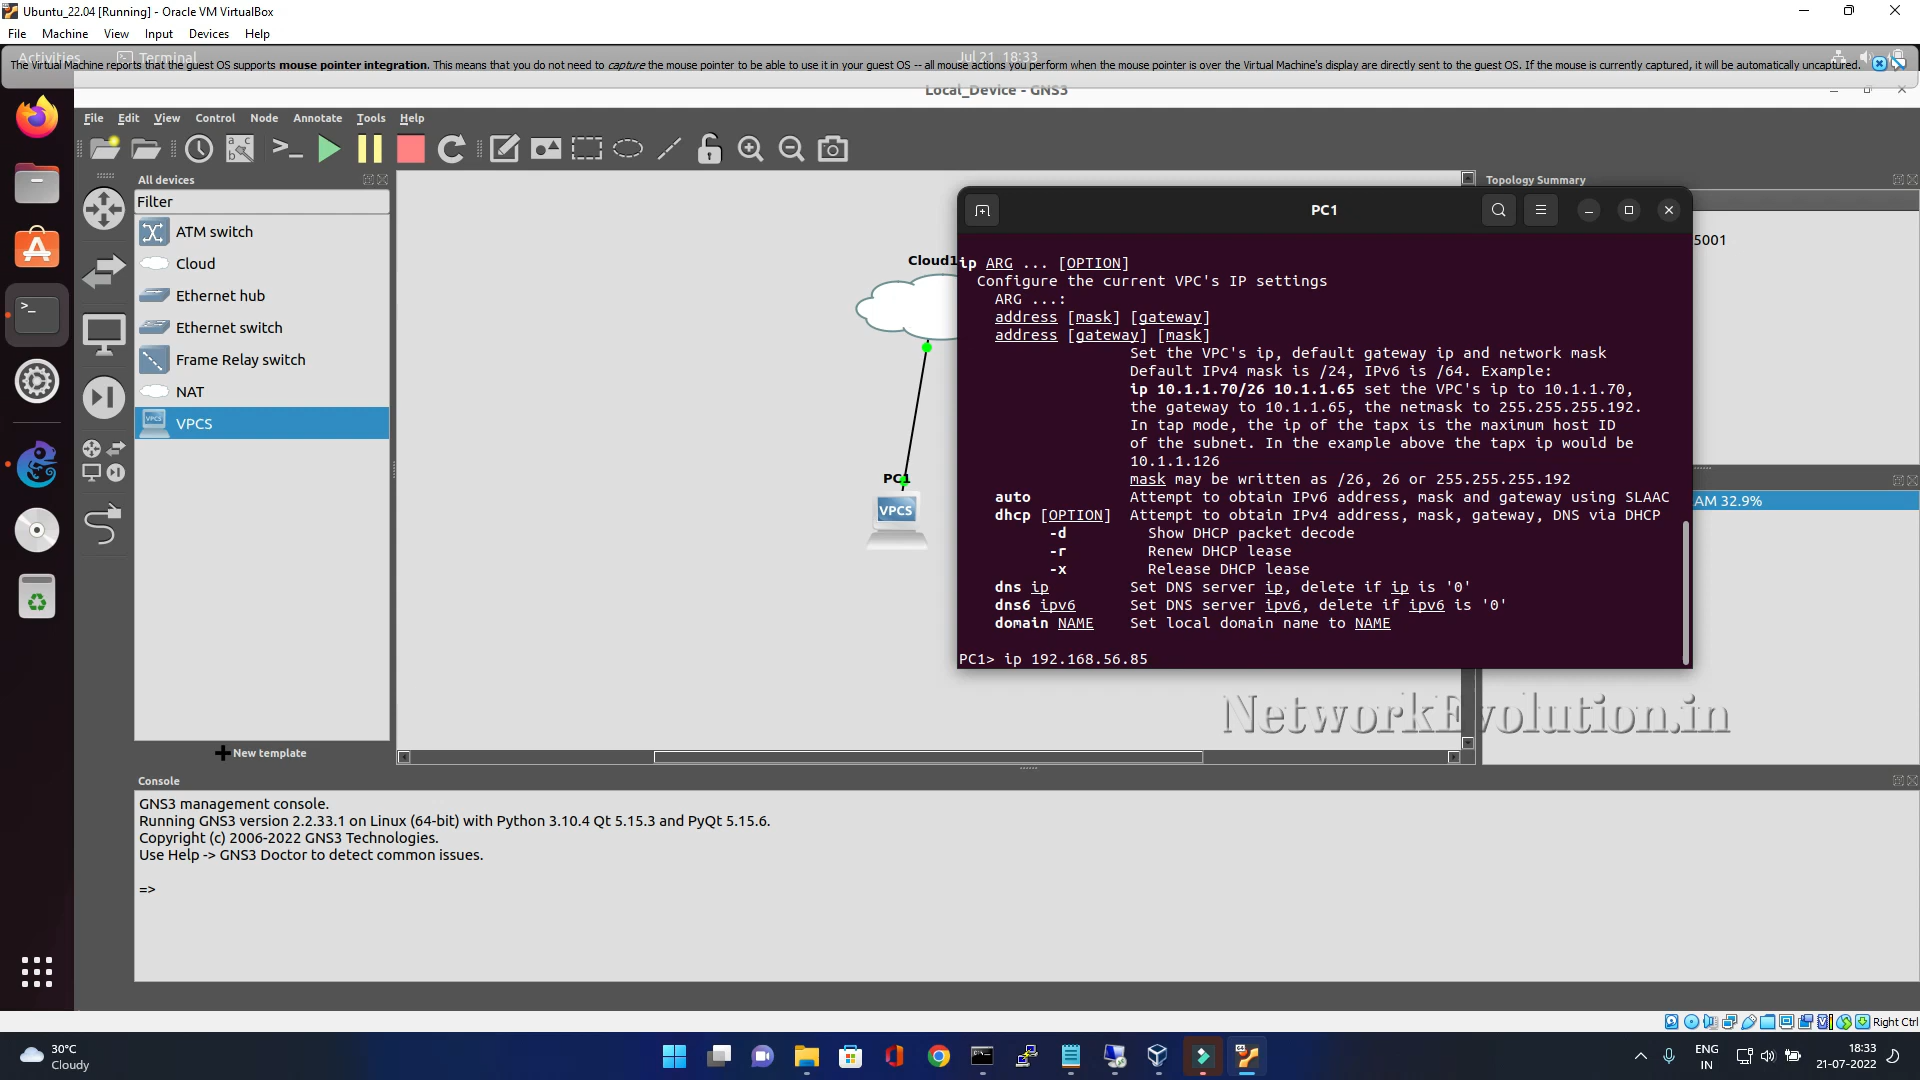 Ubuntu_22.04 [Running] - Oracle VM VirtualBox
File Machine View Input Devices Help
Activities Terminal Jul 21 18:33
The Virtual Machine reports that the guest OS supports mouse pointer integration. This means that you do not need to capture the mouse pointer to be able to use it in your guest OS -- all mouse actions you perform when the mouse pointer is over the Virtual Machine's display are directly sent to the guest OS. If the mouse is currently captured, it will be automatically uncaptured.
Local_Device - GNS3
File Edit View Control Node Annotate Tools Help
All devices
Filter
ATM switch
Cloud
Ethernet hub
Ethernet switch
Frame Relay switch
NAT
VPCS
New template
Cloud1
PC1
VPCS
Topology Summary
5001
AM 32.9%
PC1
ip ARG ... [OPTION]
Configure the current VPC's IP settings
ARG ...:
address [mask] [gateway]
address [gateway] [mask]
Set the VPC's ip, default gateway ip and network mask
Default IPv4 mask is /24, IPv6 is /64. Example:
ip 10.1.1.70/26 10.1.1.65 set the VPC's ip to 10.1.1.70,
the gateway to 10.1.1.65, the netmask to 255.255.255.192.
In tap mode, the ip of the tapx is the maximum host ID
of the subnet. In the example above the tapx ip would be
10.1.1.126
mask may be written as /26, 26 or 255.255.255.192
auto Attempt to obtain IPv6 address, mask and gateway using SLAAC
dhcp [OPTION] Attempt to obtain IPv4 address, mask, gateway, DNS via DHCP
-d Show DHCP packet decode
-r Renew DHCP lease
-x Release DHCP lease
dns ip Set DNS server ip, delete if ip is '0'
dns6 ipv6 Set DNS server ipv6, delete if ipv6 is '0'
domain NAME Set local domain name to NAME
PC1> ip 192.168.56.85
NetworkEvolution.in
Console
GNS3 management console.
Running GNS3 version 2.2.33.1 on Linux (64-bit) with Python 3.10.4 Qt 5.15.3 and PyQt 5.15.6.
Copyright (c) 2006-2022 GNS3 Technologies.
Use Help -> GNS3 Doctor to detect common issues.
=>
Right Ctrl
30°C
Cloudy
ENG
IN
18:33
21-07-2022